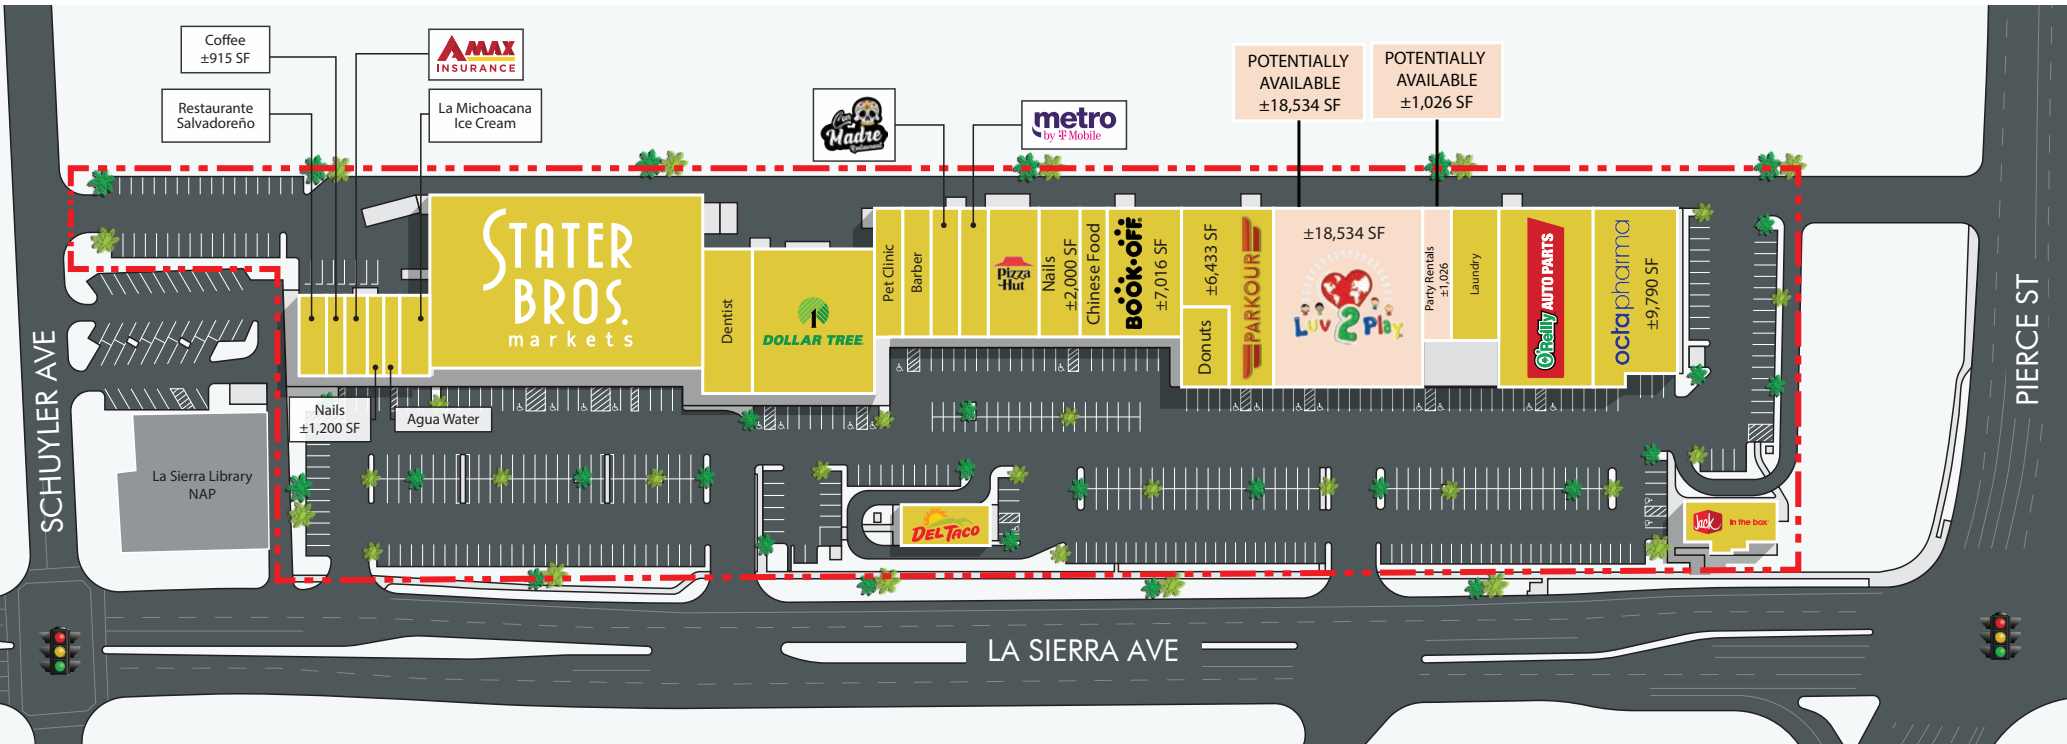 Coffee
±915 SF
AMAX
INSURANCE
Restaurante
Salvadoreño
La Michoacana
Ice Cream
Con
Madre
Restaurant
metro
by T Mobile
POTENTIALLY
AVAILABLE
±18,534 SF
POTENTIALLY
AVAILABLE
±1,026 SF
STATER
BROS.
markets
Dentist
DOLLAR TREE
Pet Clinic
Barber
Pizza
Hut
Nails
±2,000 SF
Chinese Food
BOOK•OFF
±7,016 SF
±6,433 SF
Donuts
PARKOUR
±18,534 SF
Luv 2 Play
Party Rentals
±1,026
Laundry
O'Reilly AUTO PARTS
octapharma
±9,790 SF
Nails
±1,200 SF
Agua Water
La Sierra Library
NAP
DEL TACO
Jack in the box
SCHUYLER AVE
PIERCE ST
LA SIERRA AVE